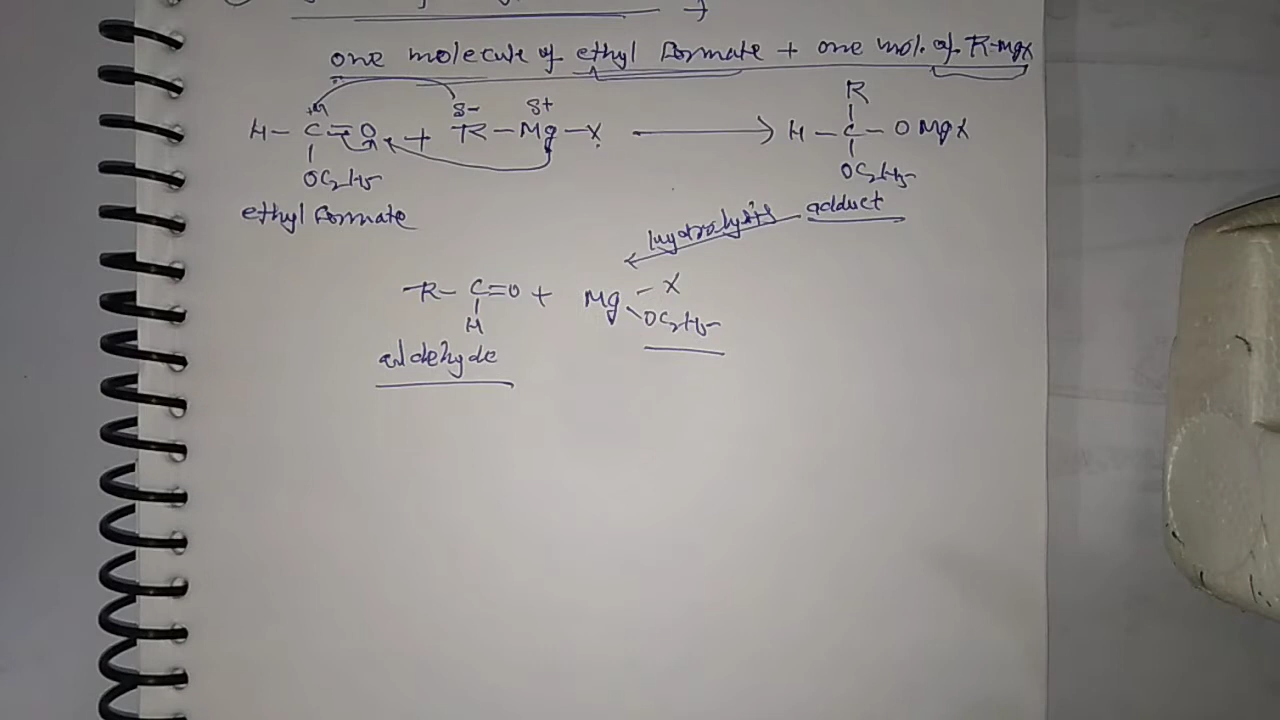 one molecule of ethyl formate + one mol. of R-Mgx
R
δ- δ+
H-C=O + R-Mg-X → H-C-OMgX
OC2H5 OC2H5
ethyl formate adduct
hydrolysis
R-C=O + Mg-X
H OC2H5
aldehyde